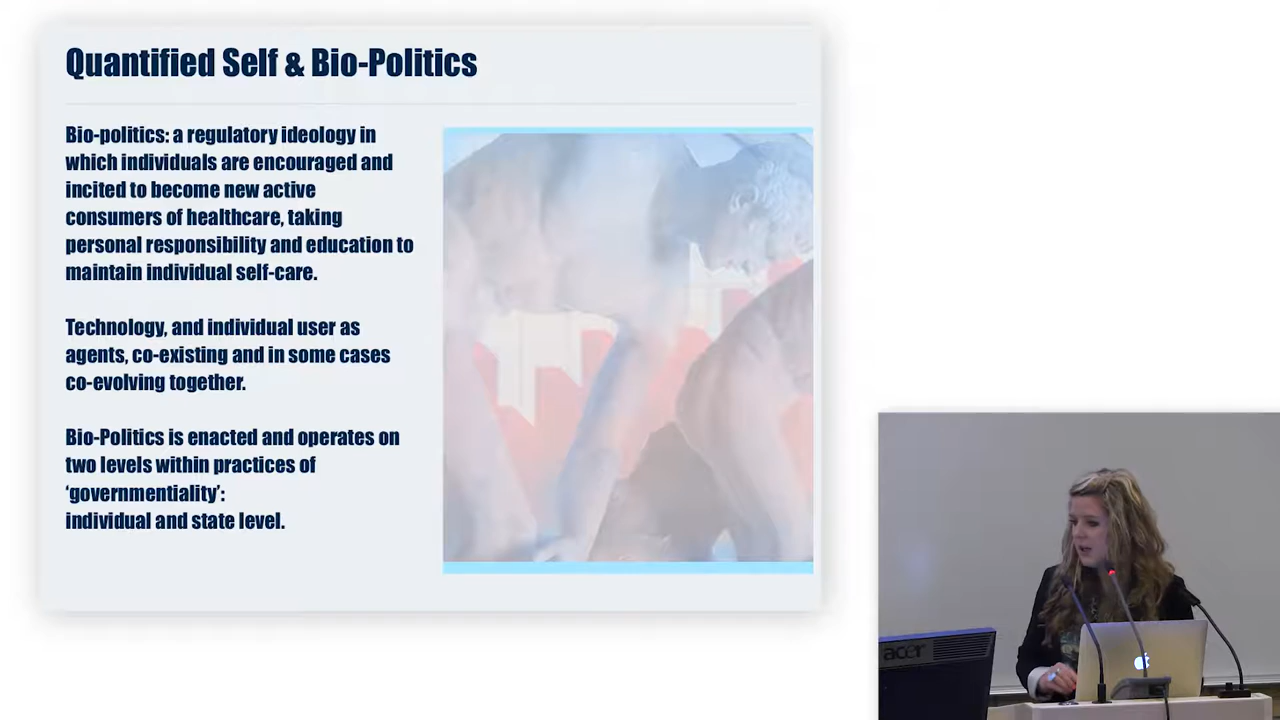 Quantified Self & Bio-Politics
Bio-politics: a regulatory ideology in
which individuals are encouraged and
incited to become new active
consumers of healthcare, taking
personal responsibility and education to
maintain individual self-care.
Technology, and individual user as
agents, co-existing and in some cases
co-evolving together.
Bio-Politics is enacted and operates on
two levels within practices of
‘governmentiality’:
individual and state level.
acer